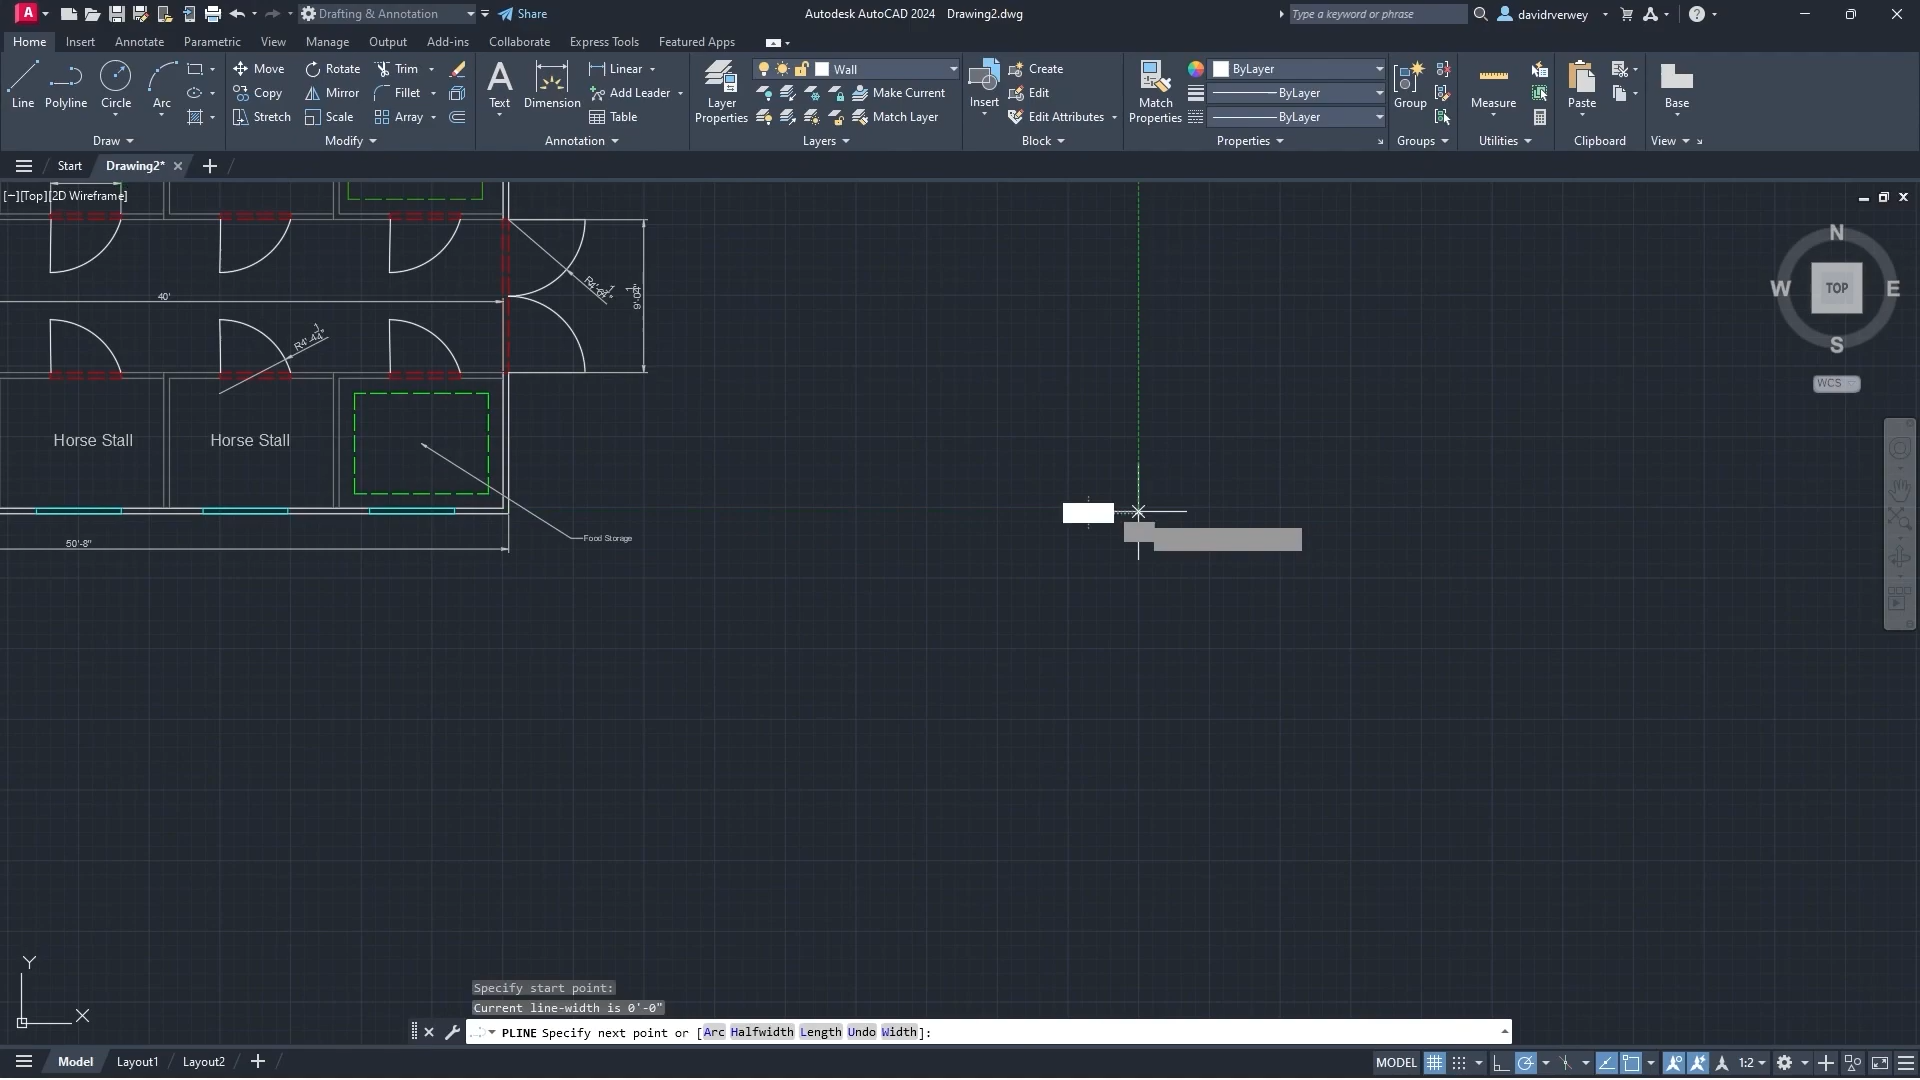 A
Drafting & Annotation
Share
Autodesk AutoCAD 2024 Drawing2.dwg
Type a keyword or phrase
davidrverwey
Home Insert Annotate Parametric View Manage Output Add-ins Collaborate Express Tools Featured Apps
Line
Polyline
Circle
Arc
Draw
Move Rotate Trim
Copy Mirror Fillet
Stretch Scale Array
Modify
Text
Dimension
Linear
Add Leader
Table
Annotation
Layer
Properties
Wall
Make Current
Match Layer
Layers
Insert
Create
Edit
Edit Attributes
Block
Match
Properties
ByLayer
ByLayer
ByLayer
Properties
Group
Groups
Measure
Utilities
Paste
Clipboard
Base
View
Start Drawing2*
[−][Top][2D Wireframe]
N
W TOP E
S
WCS
40'
Horse Stall Horse Stall
Food Storage
50'-8"
Y
X
Specify start point:
Current line-width is 0'-0"
PLINE Specify next point or [Arc Halfwidth Length Undo Width]:
Model Layout1 Layout2
MODEL
1:2